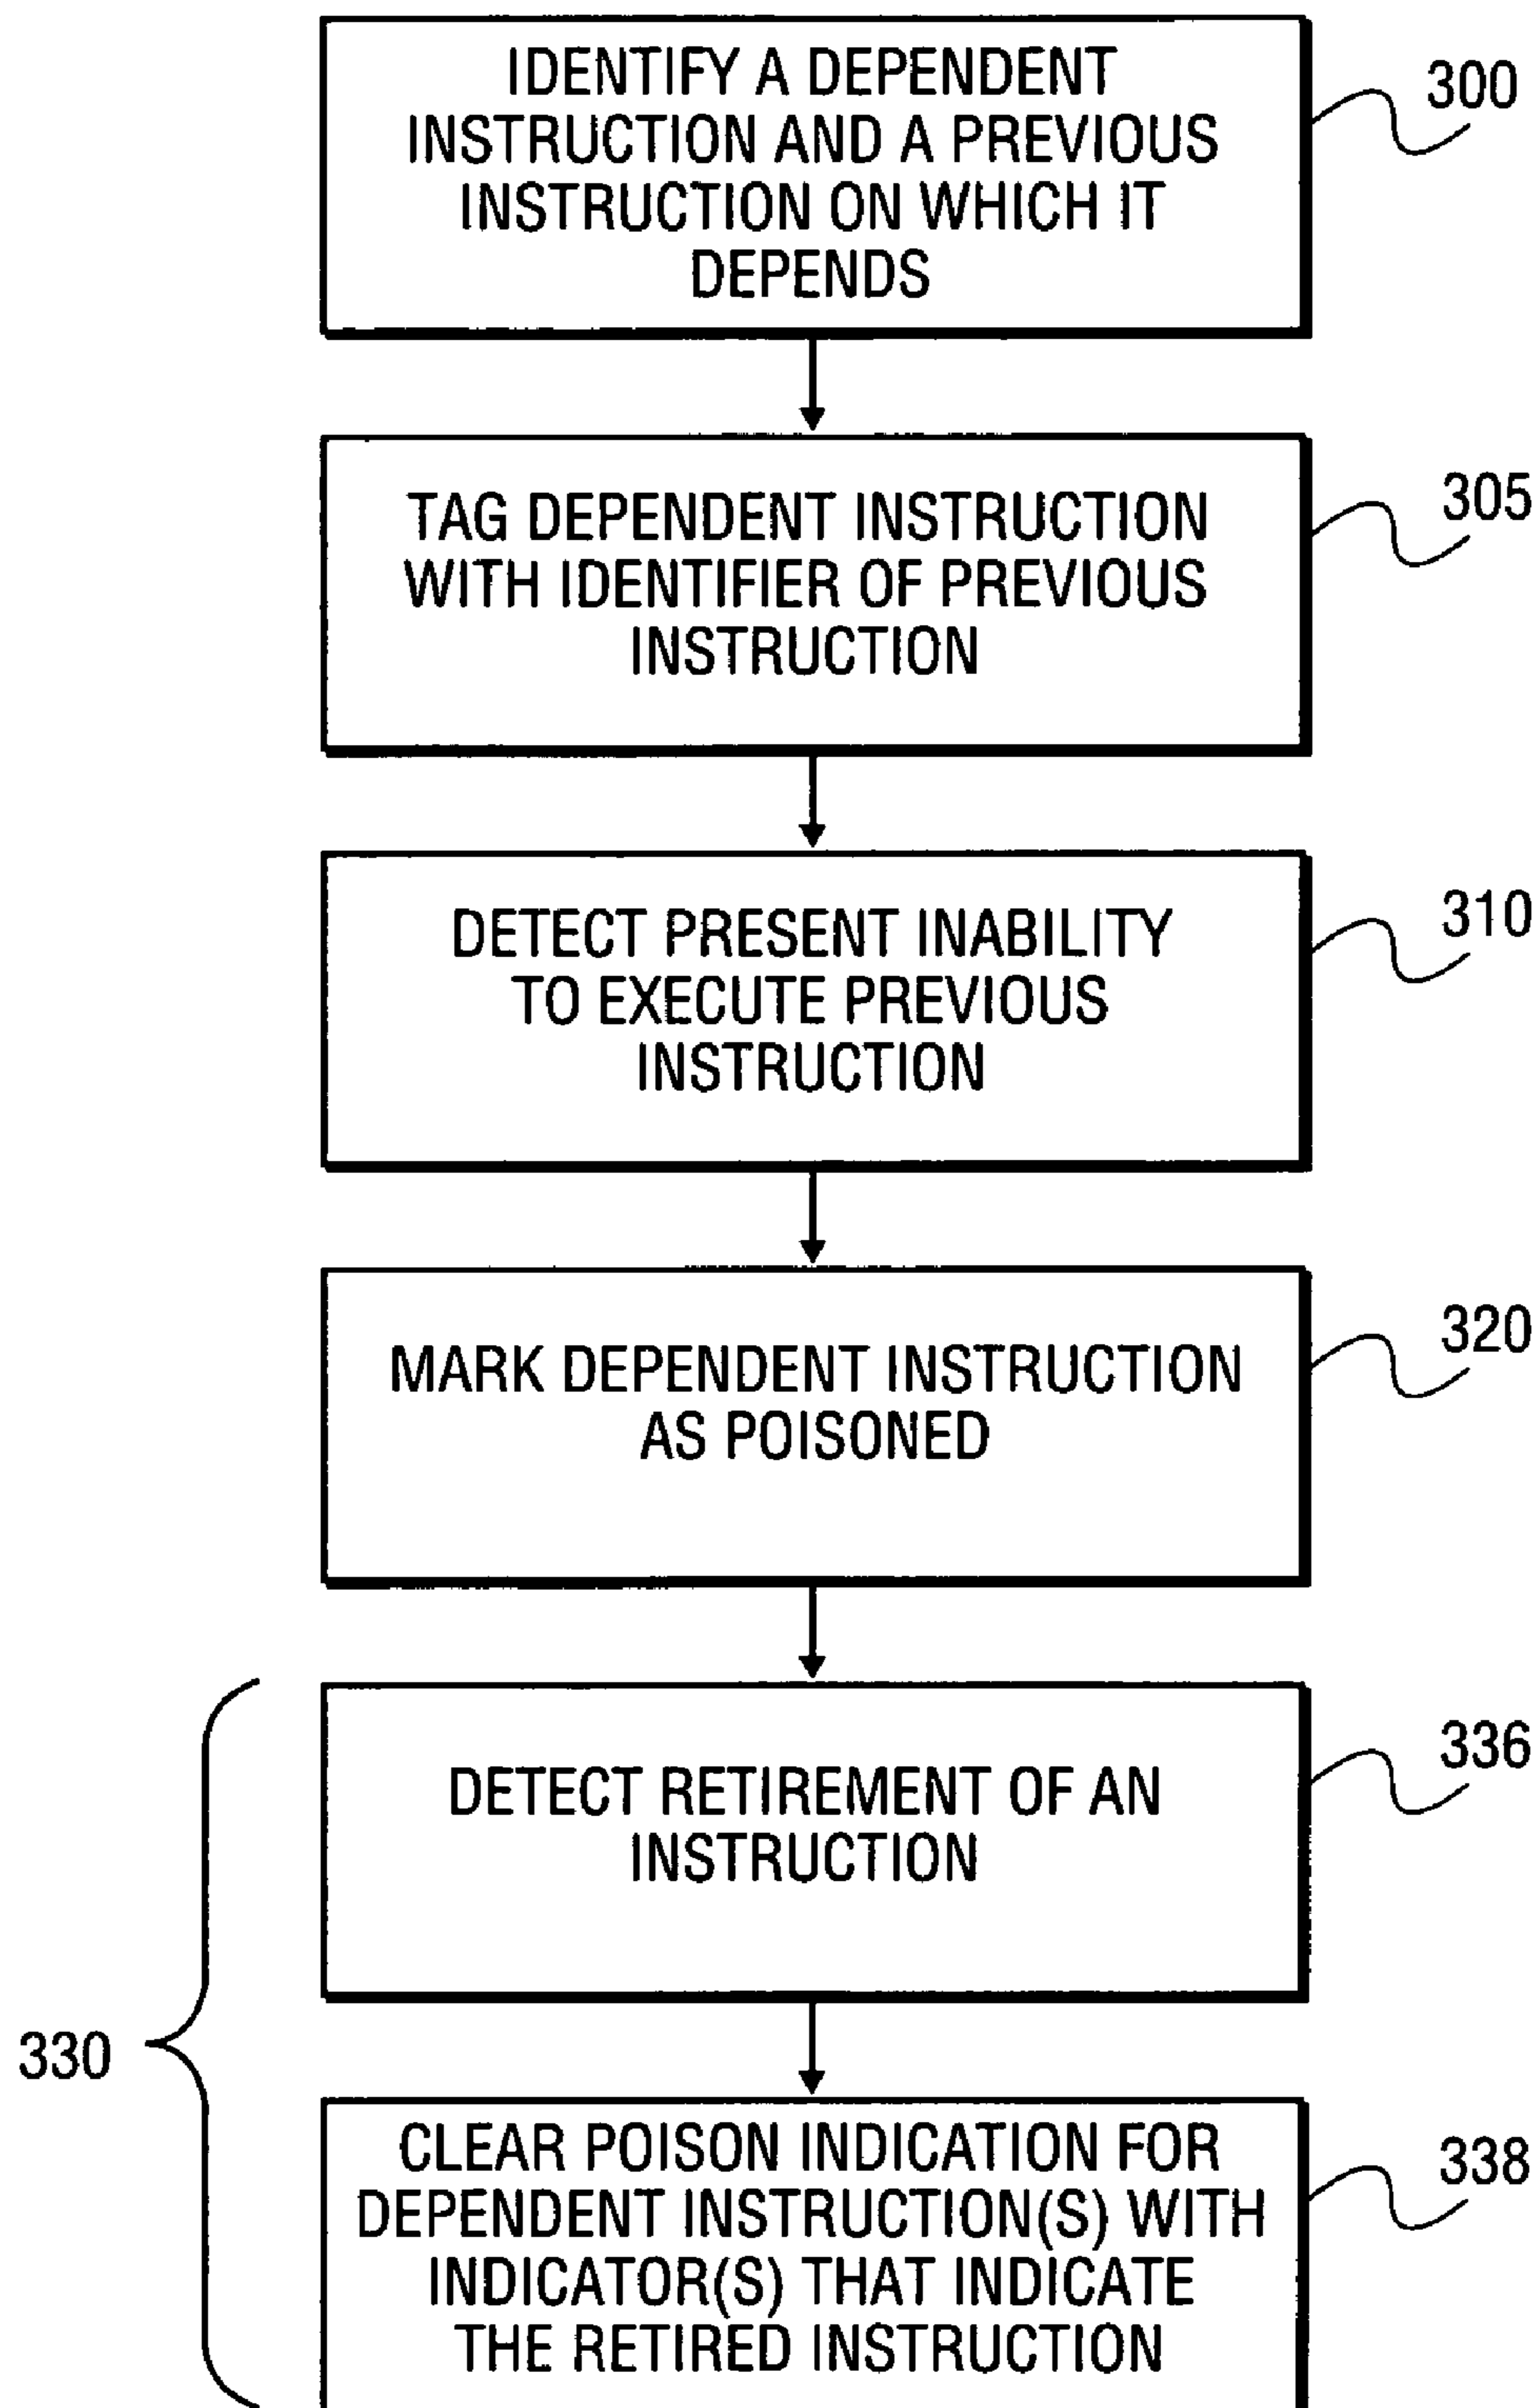 IDENTIFY A DEPENDENT
INSTRUCTION AND A PREVIOUS
INSTRUCTION ON WHICH IT
DEPENDS
300
TAG DEPENDENT INSTRUCTION
WITH IDENTIFIER OF PREVIOUS
INSTRUCTION
305
DETECT PRESENT INABILITY
TO EXECUTE PREVIOUS
INSTRUCTION
310
MARK DEPENDENT INSTRUCTION
AS POISONED
320
DETECT RETIREMENT OF AN
INSTRUCTION
336
330
CLEAR POISON INDICATION FOR
DEPENDENT INSTRUCTION(S) WITH
INDICATOR(S) THAT INDICATE
THE RETIRED INSTRUCTION
338